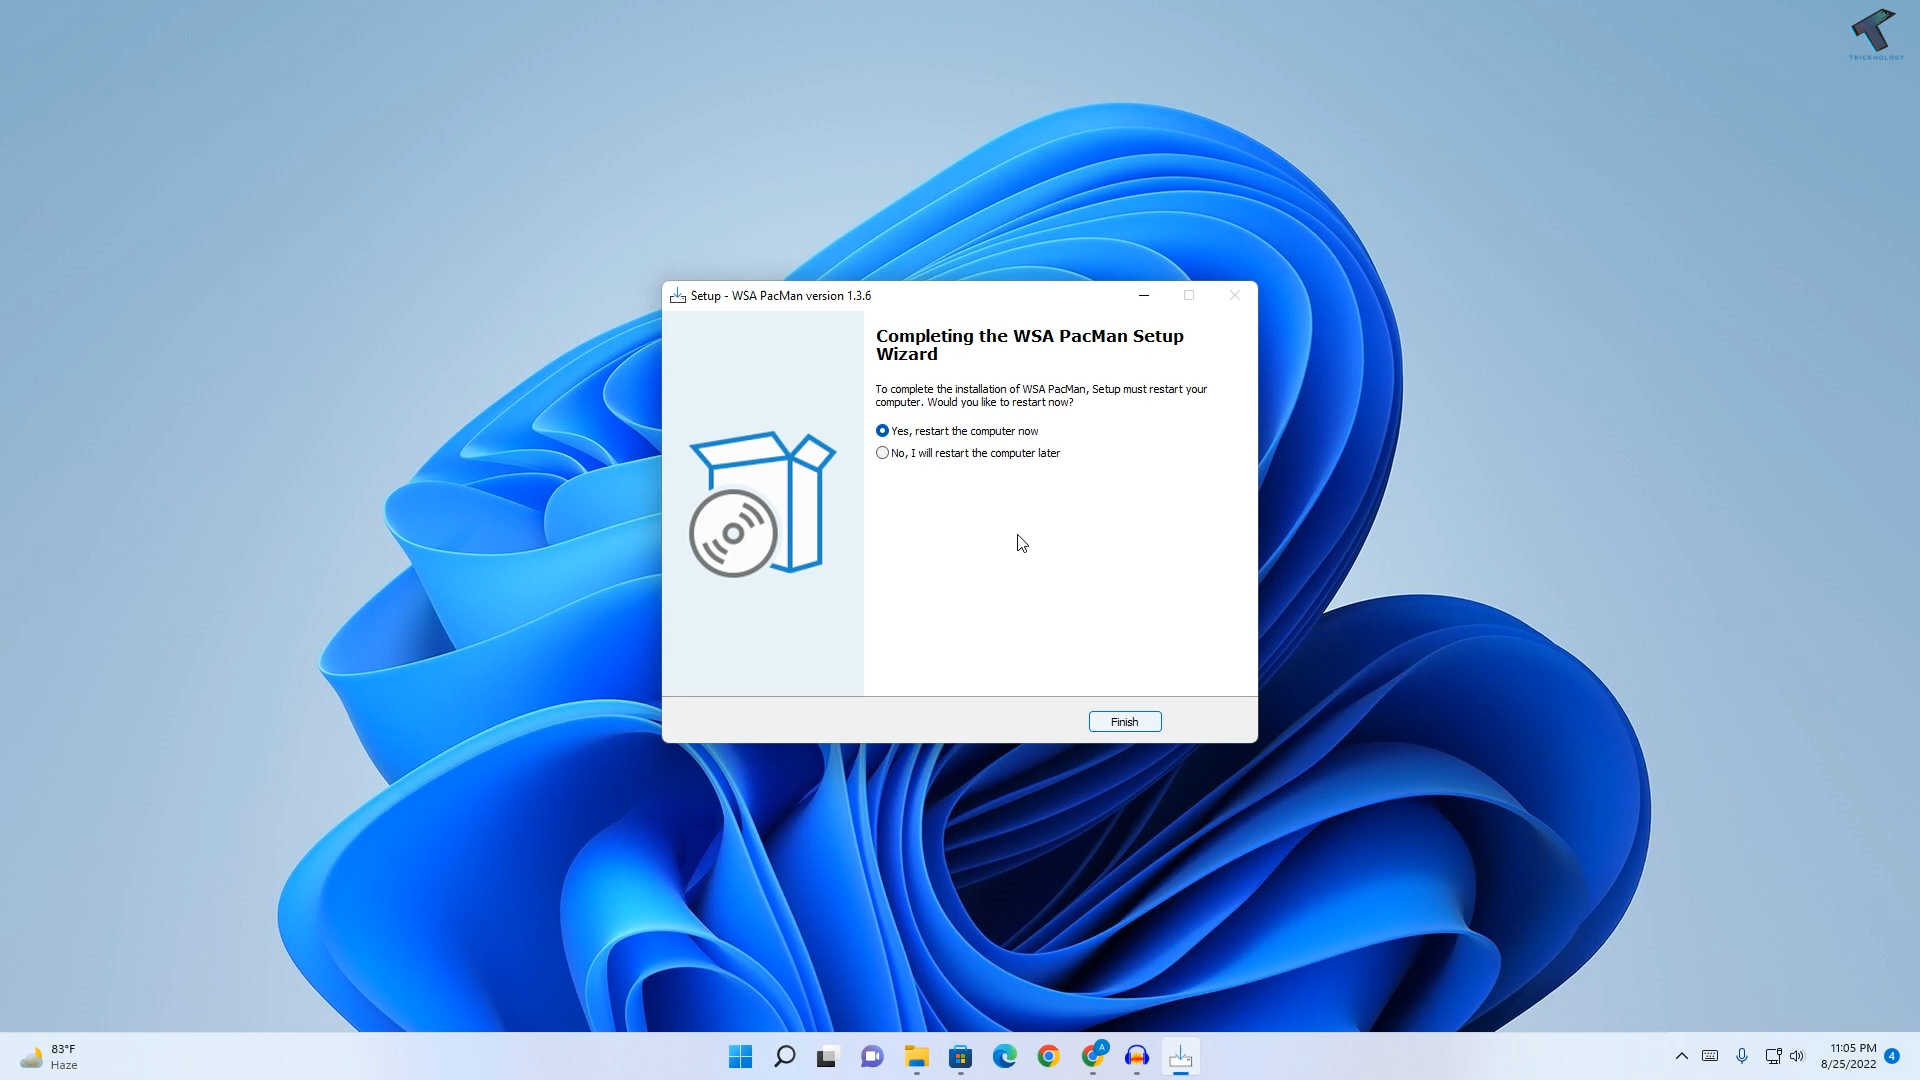 TRICKNOLOGY
Setup - WSA PacMan version 1.3.6
Completing the WSA PacMan Setup
Wizard
To complete the installation of WSA PacMan, Setup must restart your
computer. Would you like to restart now?
Yes, restart the computer now
No, I will restart the computer later
Finish
83°F
Haze
A
11:05 PM
8/25/2022
4